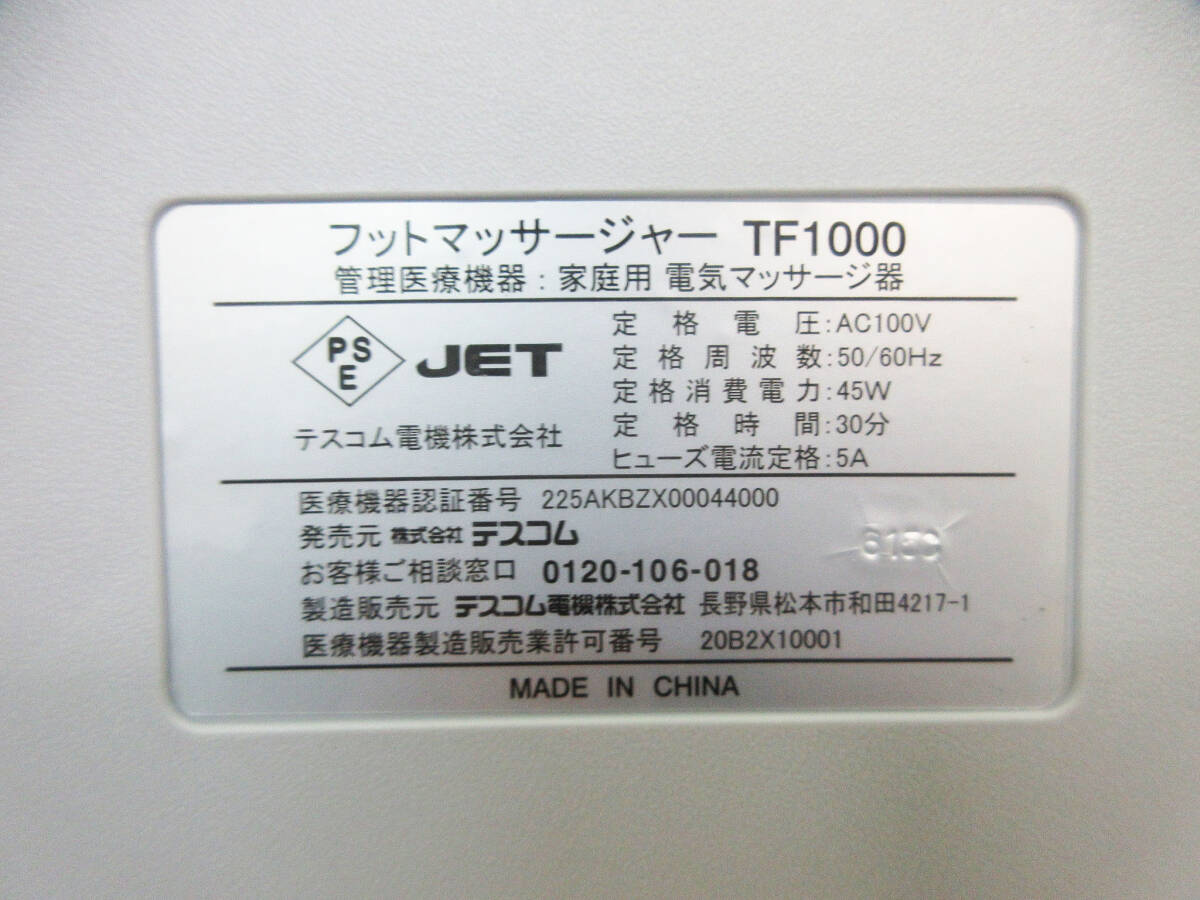 フットマッサージャー TF1000
管理医療機器：家庭用 電気マッサージ器
PSE JET
テスコム電機株式会社
定格電圧：AC100V
定格周波数：50/60Hz
定格消費電力：45W
定格時間：30分
ヒューズ電流定格：5A
医療機器認証番号 225AKBZX00044000
発売元 株式会社 テスコム
お客様ご相談窓口 0120-106-018
製造販売元 テスコム電機株式会社 長野県松本市和田4217-1
医療機器製造販売業許可番号 20B2X10001
MADE IN CHINA